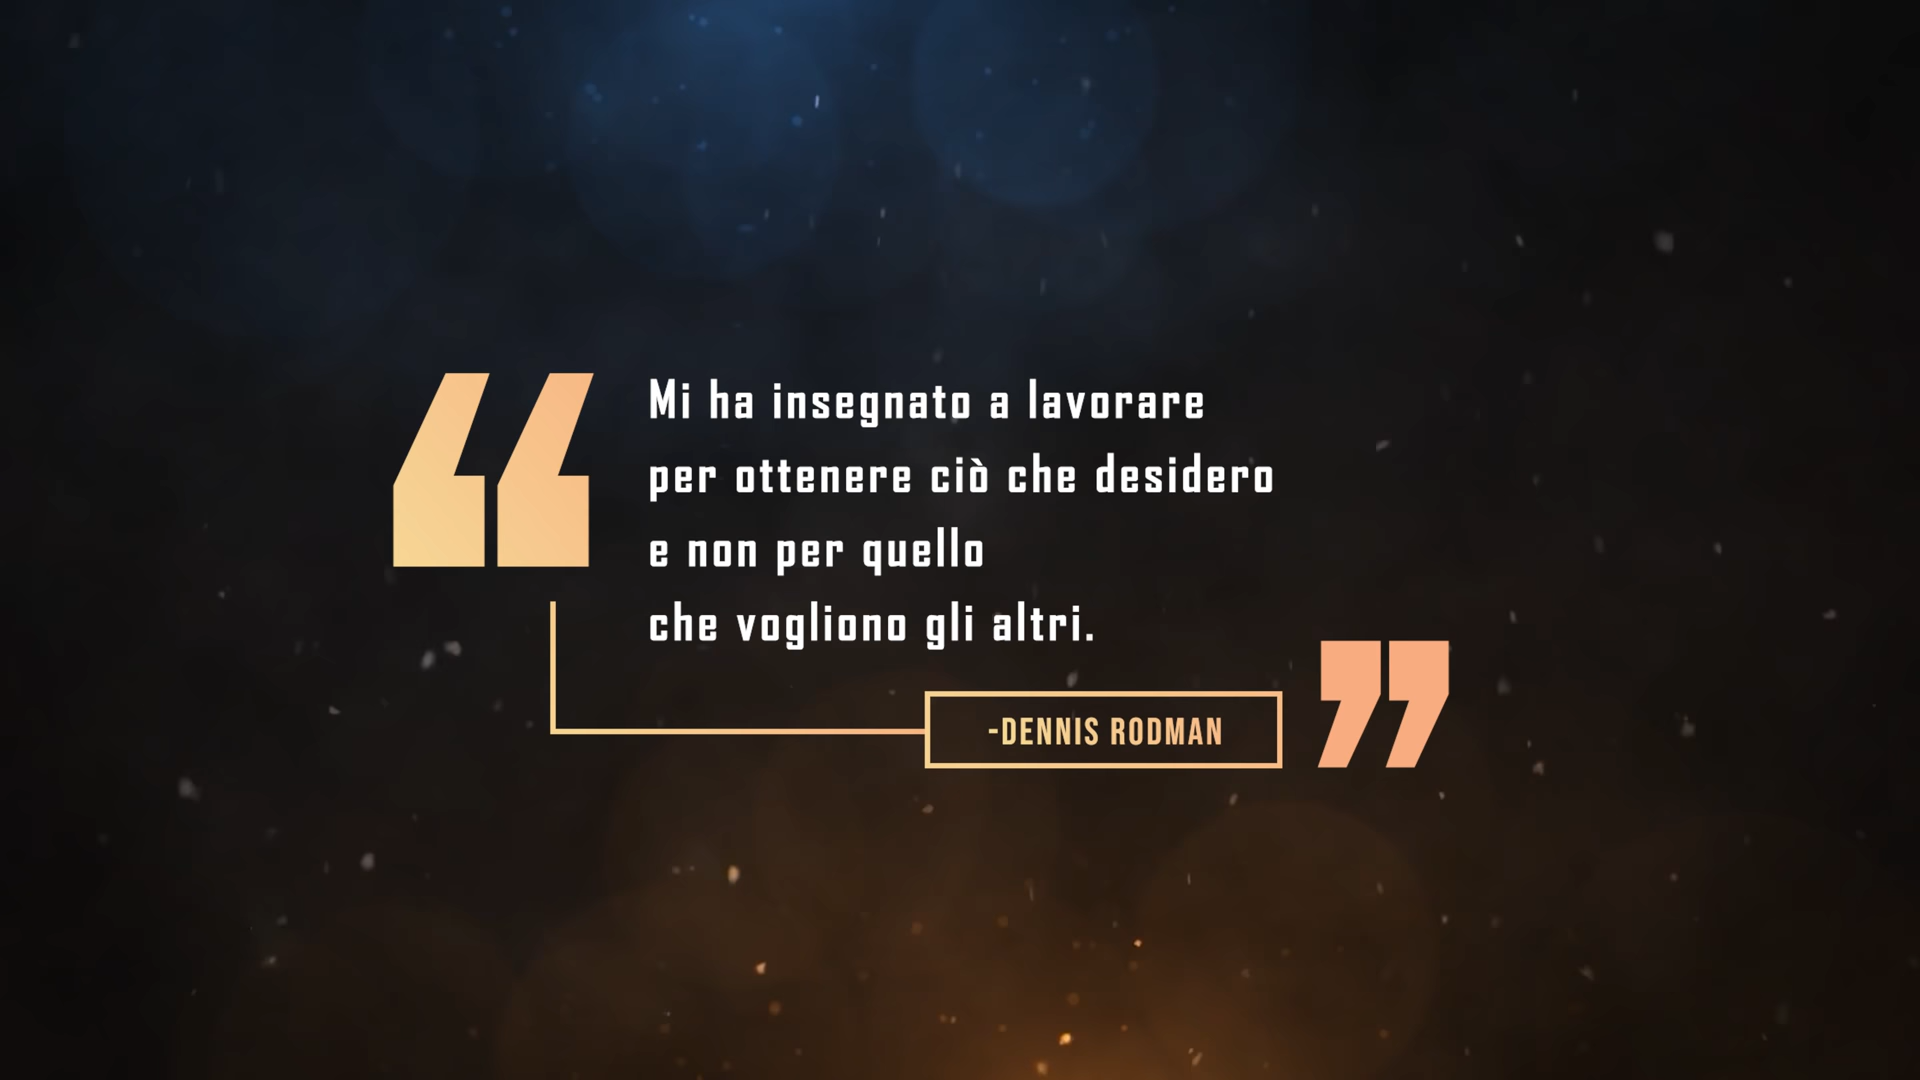 “
Mi ha insegnato a lavorare
per ottenere ciò che desidero
e non per quello
che vogliono gli altri.
”
-DENNIS RODMAN